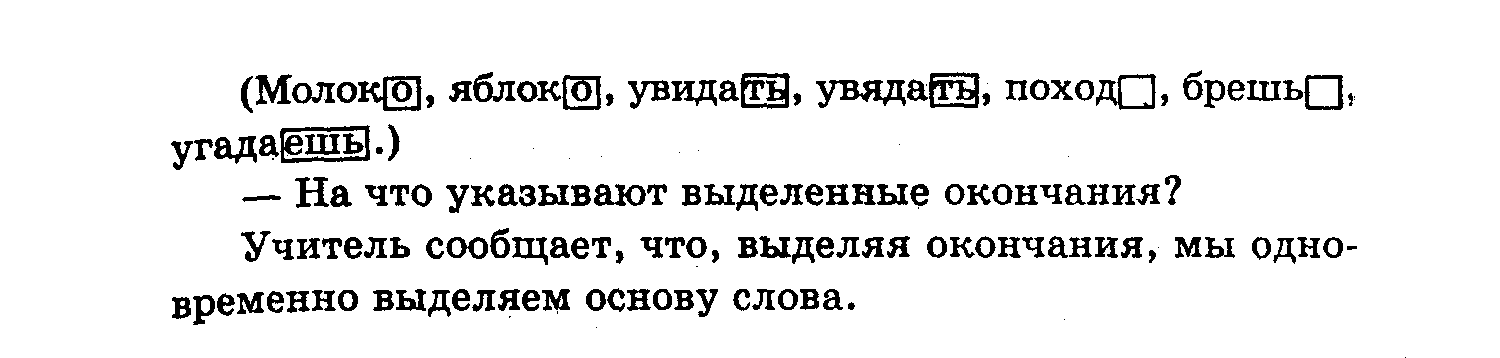 (Молоко, яблоко, увидать, увядать, поход, брешь,
угадаешь.)
— На что указывают выделенные окончания?
Учитель сообщает, что, выделяя окончания, мы одно-
временно выделяем основу слова.